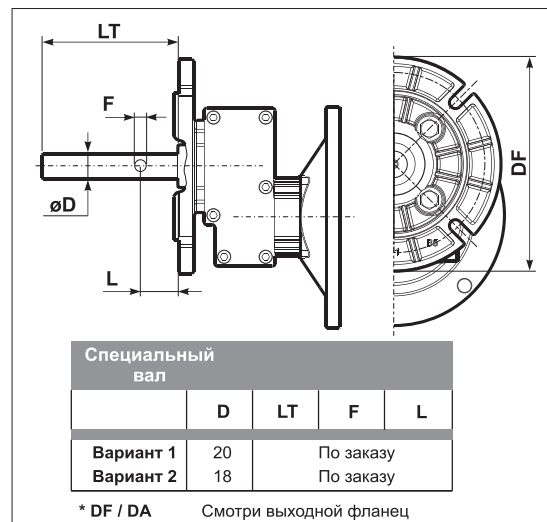 LT
F
øD
L
DF
B5
Специальный
вал
D LT F L
Вариант 1 20 По заказу
Вариант 2 18 По заказу
* DF / DA Смотри выходной фланец